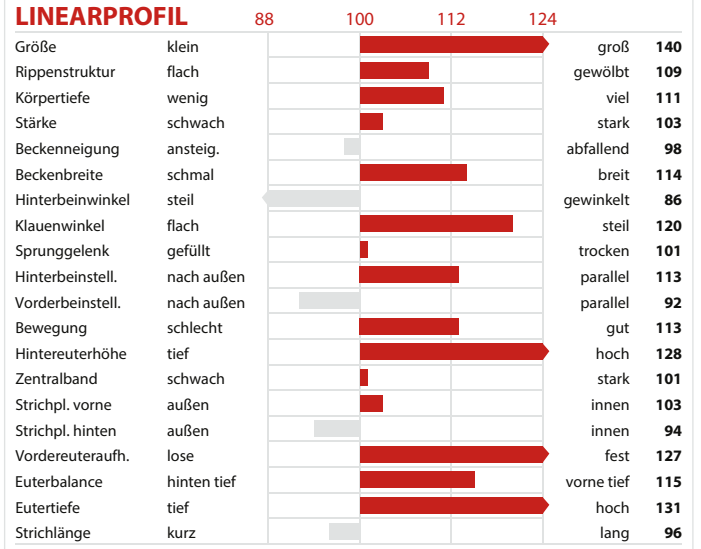 LINEARPROFIL 88 100 112 124
Größe klein groß 140
Rippenstruktur flach gewölbt 109
Körpertiefe wenig viel 111
Stärke schwach stark 103
Beckenneigung ansteig. abfallend 98
Beckenbreite schmal breit 114
Hinterbeinwinkel steil gewinkelt 86
Klauenwinkel flach steil 120
Sprunggelenk gefüllt trocken 101
Hinterbeinstell. nach außen parallel 113
Vorderbeinstell. nach außen parallel 92
Bewegung schlecht gut 113
Hintereuterhöhe tief hoch 128
Zentralband schwach stark 101
Strichpl. vorne außen innen 103
Strichpl. hinten außen innen 94
Vordereuteraufh. lose fest 127
Euterbalance hinten tief vorne tief 115
Eutertiefe tief hoch 131
Strichlänge kurz lang 96